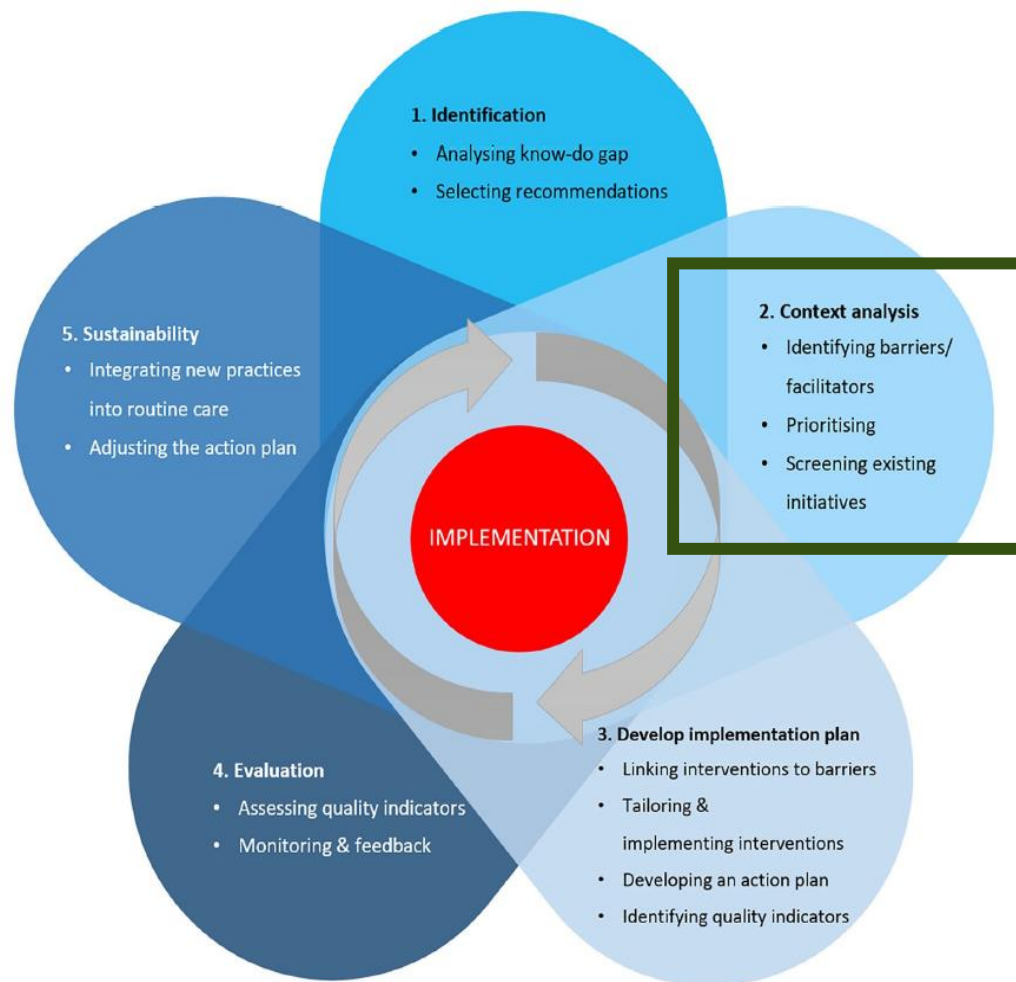 1. Identification
• Analysing know-do gap
• Selecting recommendations
2. Context analysis
• Identifying barriers/
facilitators
• Prioritising
• Screening existing
initiatives
3. Develop implementation plan
• Linking interventions to barriers
• Tailoring &
implementing interventions
• Developing an action plan
• Identifying quality indicators
4. Evaluation
• Assessing quality indicators
• Monitoring & feedback
5. Sustainability
• Integrating new practices
into routine care
• Adjusting the action plan
IMPLEMENTATION